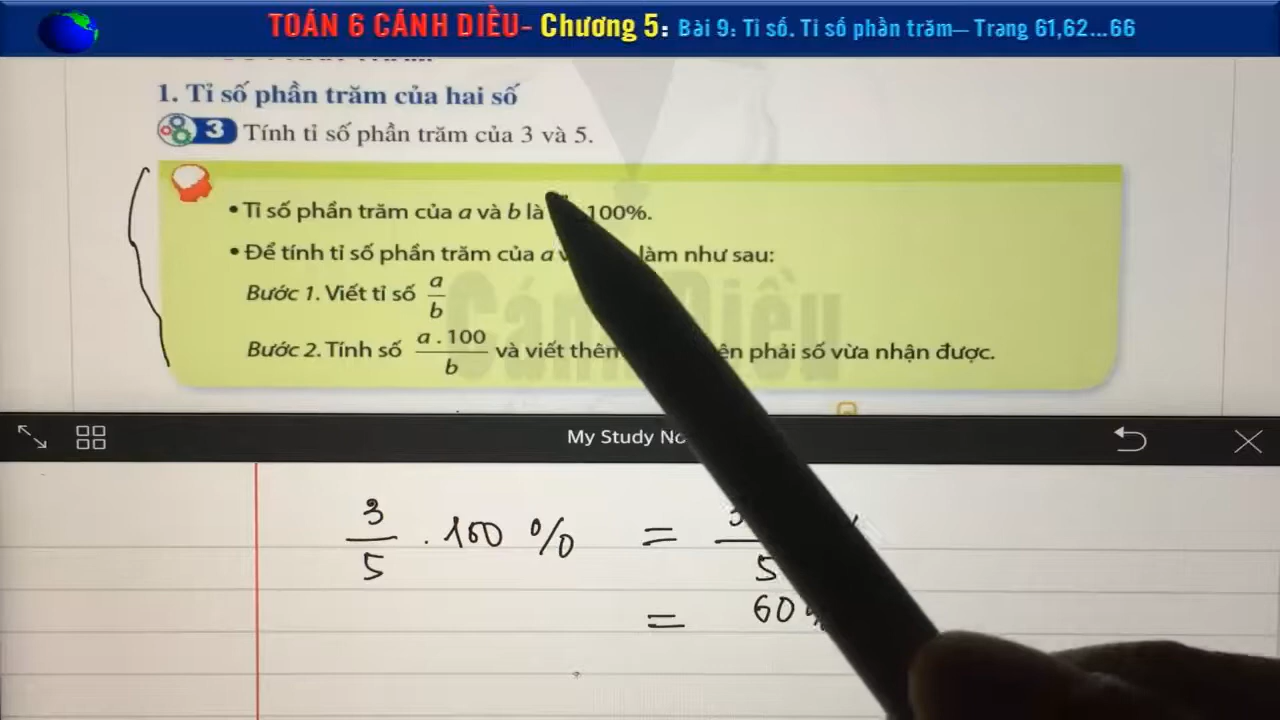 TOÁN 6 CÁNH DIỀU- Chương 5: Bài 9: Tỉ số. Tỉ số phần trăm— Trang 61,62...66
1. Tỉ số phần trăm của hai số
3 Tính tỉ số phần trăm của 3 và 5.
• Tỉ số phần trăm của a và b là . 100%.
• Để tính tỉ số phần trăm của a làm như sau:
Bước 1. Viết tỉ số a/b
Bước 2. Tính số a . 100/b và viết thêm phải số vừa nhận được.
Cánh Diều
My Study
3/5 . 100 % = 3 / 5
= 60%